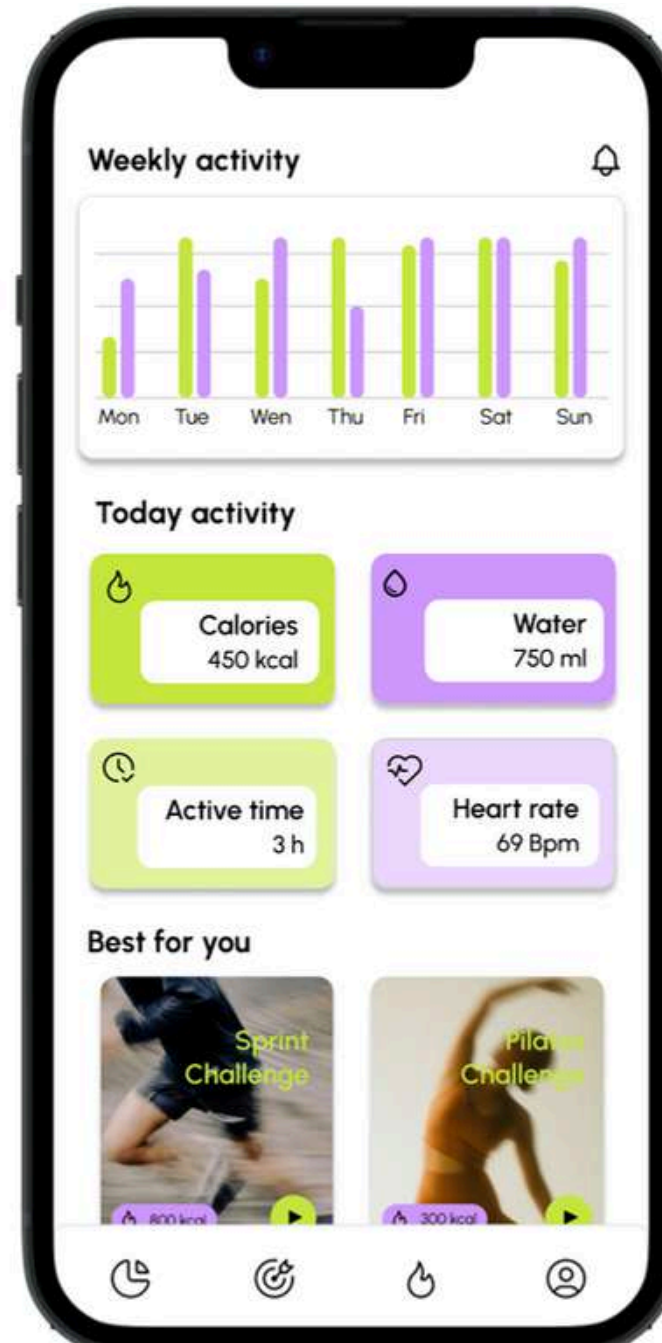 Weekly activity
Mon Tue Wen Thu Fri Sat Sun
Today activity
Calories
450 kcal
Water
750 ml
Active time
3 h
Heart rate
69 Bpm
Best for you
Sprint
Challenge
Pilates
Challenge
800 kcal
300 kcal